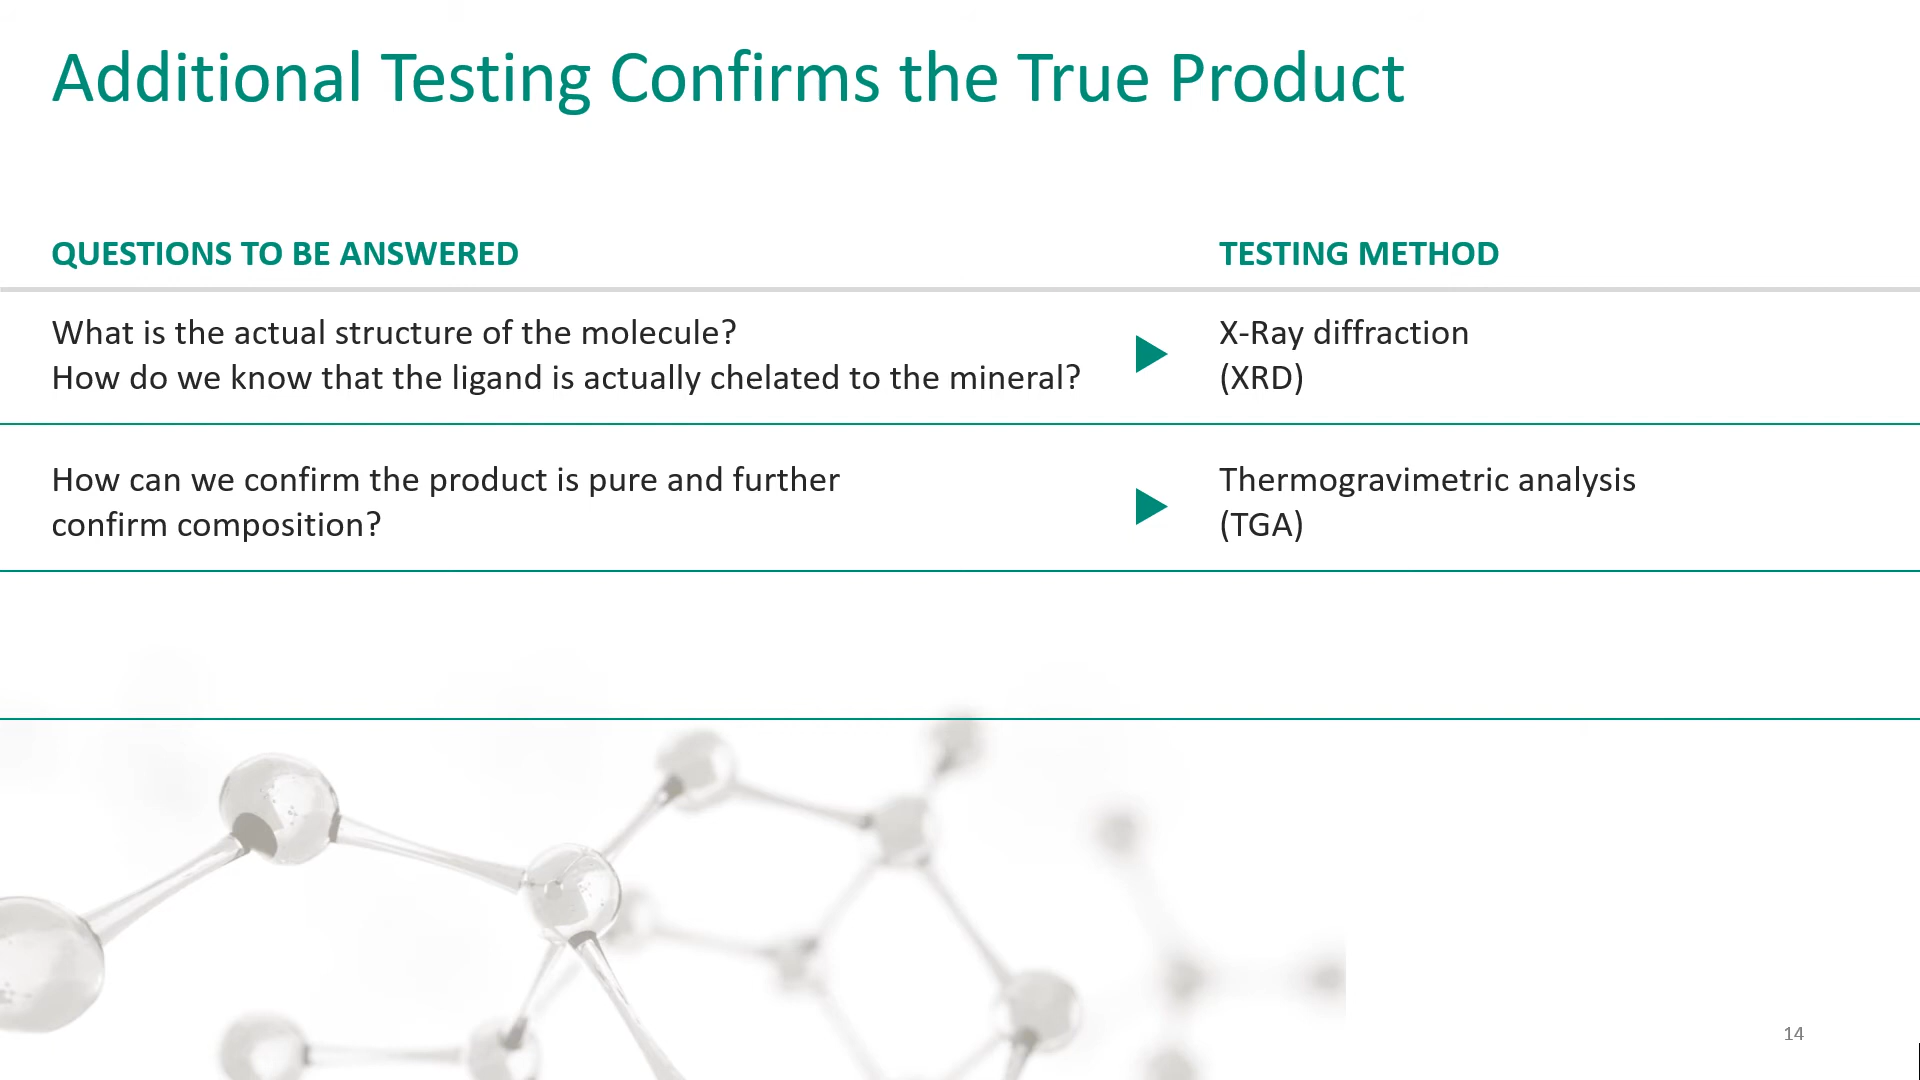 Additional Testing Confirms the True Product
QUESTIONS TO BE ANSWERED
TESTING METHOD
What is the actual structure of the molecule?
How do we know that the ligand is actually chelated to the mineral?
X-Ray diffraction
(XRD)
How can we confirm the product is pure and further
confirm composition?
Thermogravimetric analysis
(TGA)
14